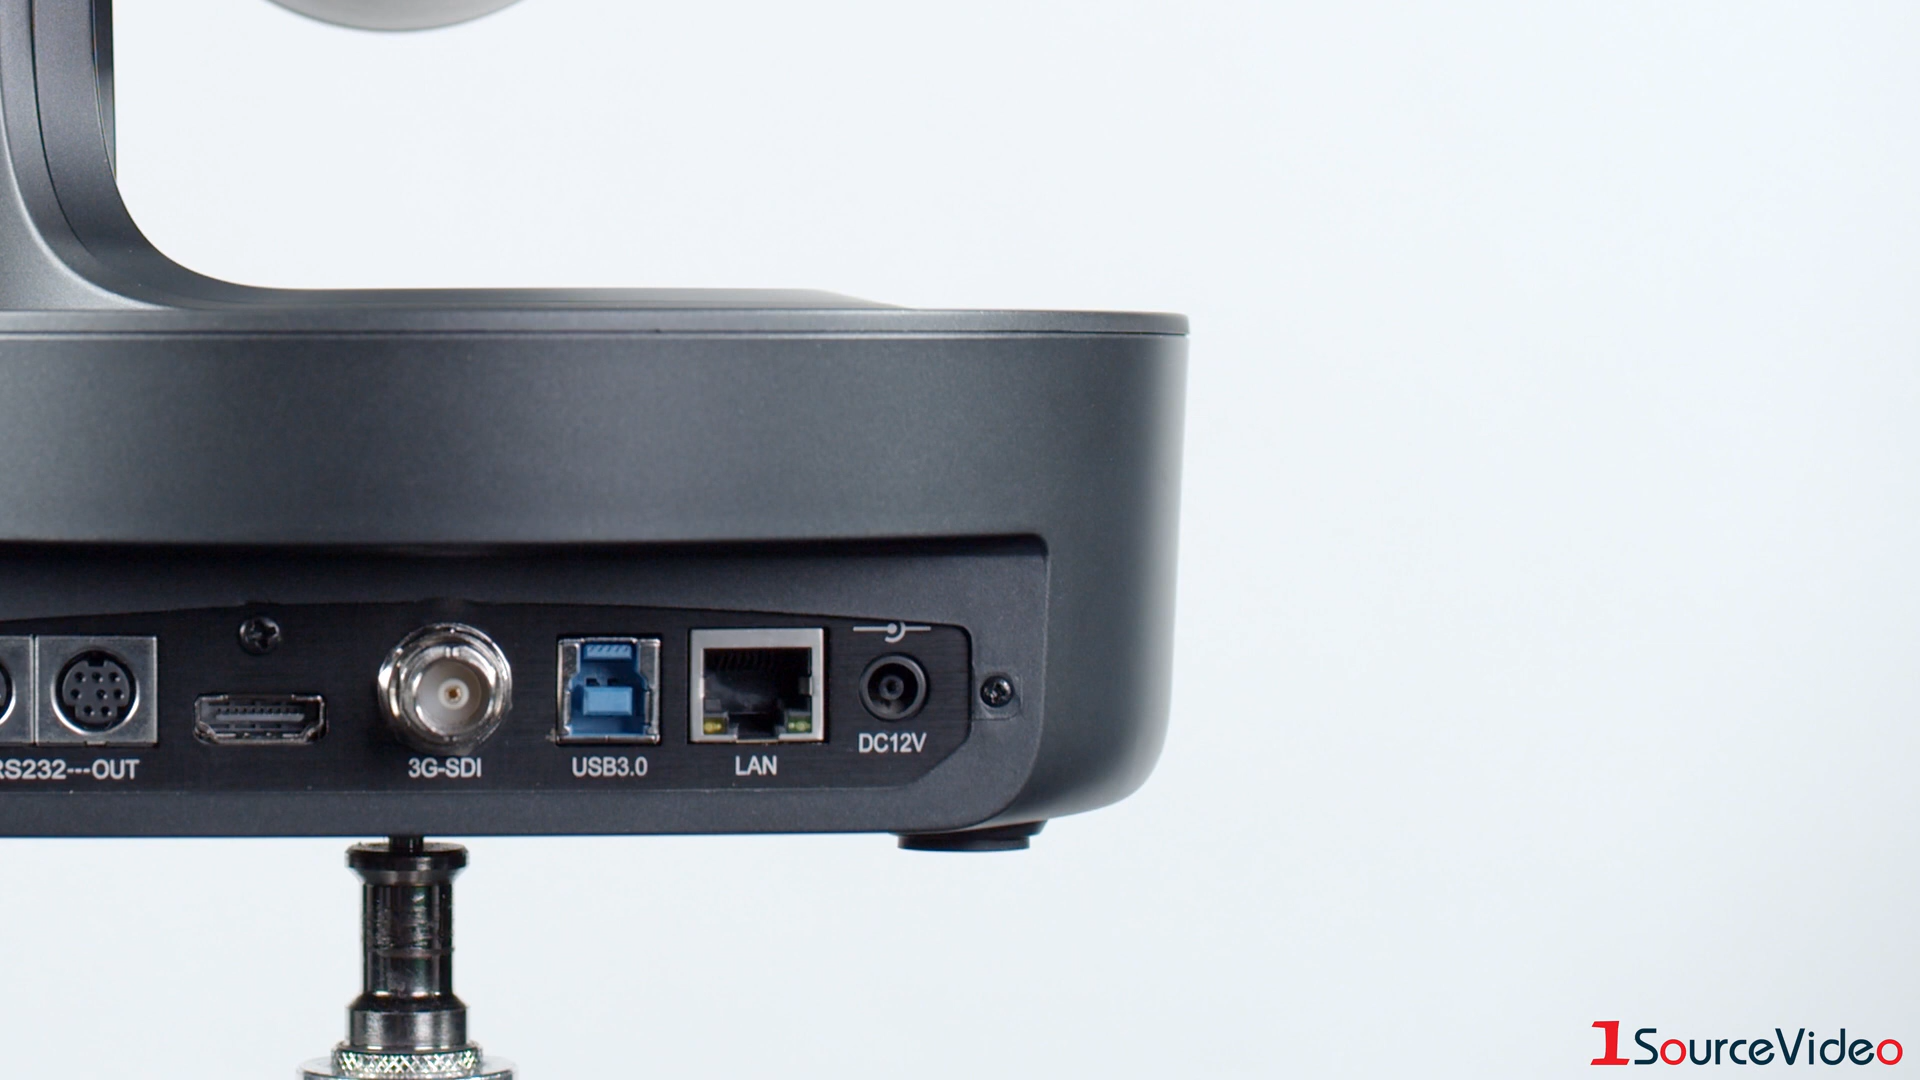 RS232---OUT
3G-SDI
USB3.0
LAN
DC12V
1SourceVideo